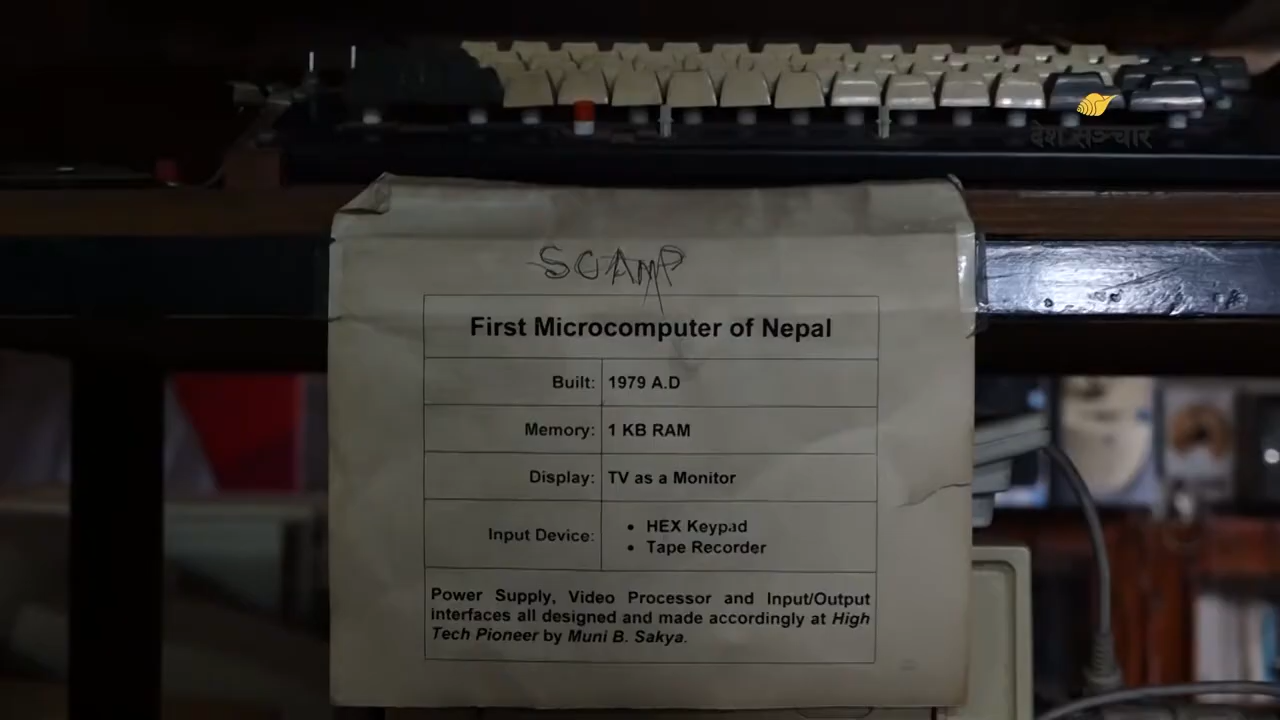 देश सञ्चार
SCAMP
First Microcomputer of Nepal
Built: 1979 A.D
Memory: 1 KB RAM
Display: TV as a Monitor
Input Device:
• HEX Keypad
• Tape Recorder
Power Supply, Video Processor and Input/Output
interfaces all designed and made accordingly at High
Tech Pioneer by Muni B. Sakya.